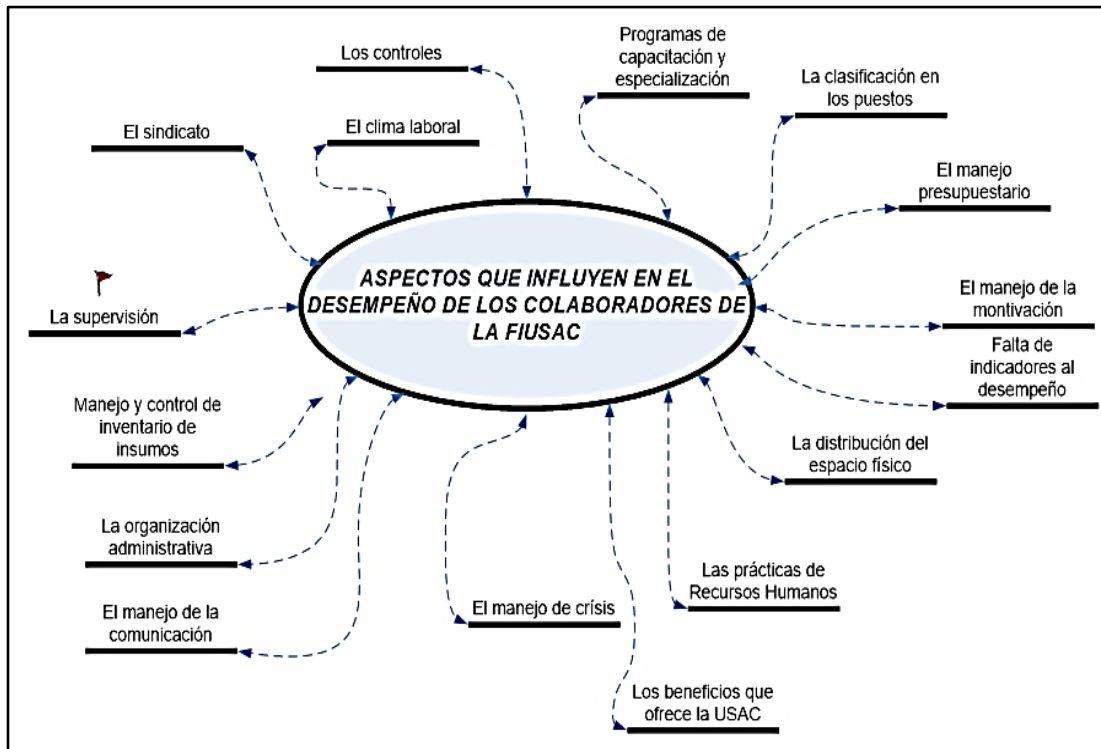 Los controles
Programas de
capacitación y
especialización
La clasificación en
los puestos
El sindicato
El clima laboral
El manejo
presupuestario
ASPECTOS QUE INFLUYEN EN EL
DESEMPEÑO DE LOS COLABORADORES DE
LA FIUSAC
La supervisión
El manejo de la
montivación
Falta de
indicadores al
desempeño
Manejo y control de
inventario de
insumos
La distribución del
espacio físico
La organización
administrativa
Las prácticas de
Recursos Humanos
El manejo de crísis
El manejo de la
comunicación
Los beneficios que
ofrece la USAC